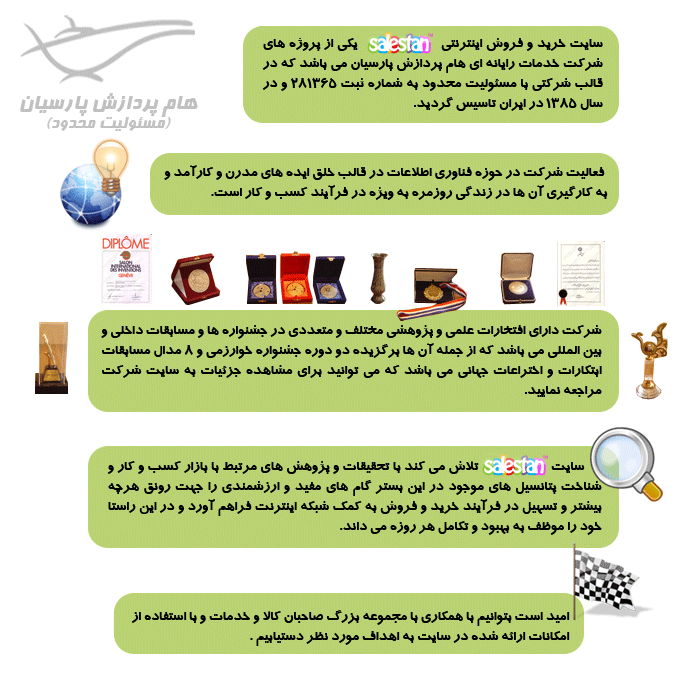 هام پردازش پارسیان
(مسئولیت محدود)
سایت خرید و فروش اینترنتی salestan یکی از پروژه های
شرکت خدمات رایانه ای هام پردازش پارسیان می باشد که در
قالب شرکتی با مسئولیت محدود به شماره ثبت ۲۸۱۳۶۵ و در
سال ۱۳۸۵ در ایران تاسیس گردید.
فعالیت شرکت در حوزه فناوری اطلاعات در قالب خلق ایده های مدرن و کارآمد و
به کارگیری آن ها در زندگی روزمره به ویژه در فرآیند کسب و کار است.
DIPLÔME
SALON
INTERNATIONAL
DES INVENTIONS
GENÈVE
شرکت دارای افتخارات علمی و پژوهشی مختلف و متعددی در جشنواره ها و مسابقات داخلی و
بین المللی می باشد که از جمله آن ها برگزیده دو دوره جشنواره خوارزمی و ۸ مدال مسابقات
ابتکارات و اختراعات جهانی می باشد که می توانید برای مشاهده جزئیات به سایت شرکت
مراجعه نمایید.
سایت salestan تلاش می کند با تحقیقات و پژوهش های مرتبط با بازار کسب و کار و
شناخت پتانسیل های موجود در این بستر گام های مفید و ارزشمندی را جهت رونق هرچه
بیشتر و تسهیل در فرآیند خرید و فروش به کمک شبکه اینترنت فراهم آورد و در این راستا
خود را موظف به بهبود و تکامل هر روزه می داند.
امید است بتوانیم با همکاری با مجموعه بزرگ صاحبان کالا و خدمات و با استفاده از
امکانات ارائه شده در سایت به اهداف مورد نظر دستیابیم .